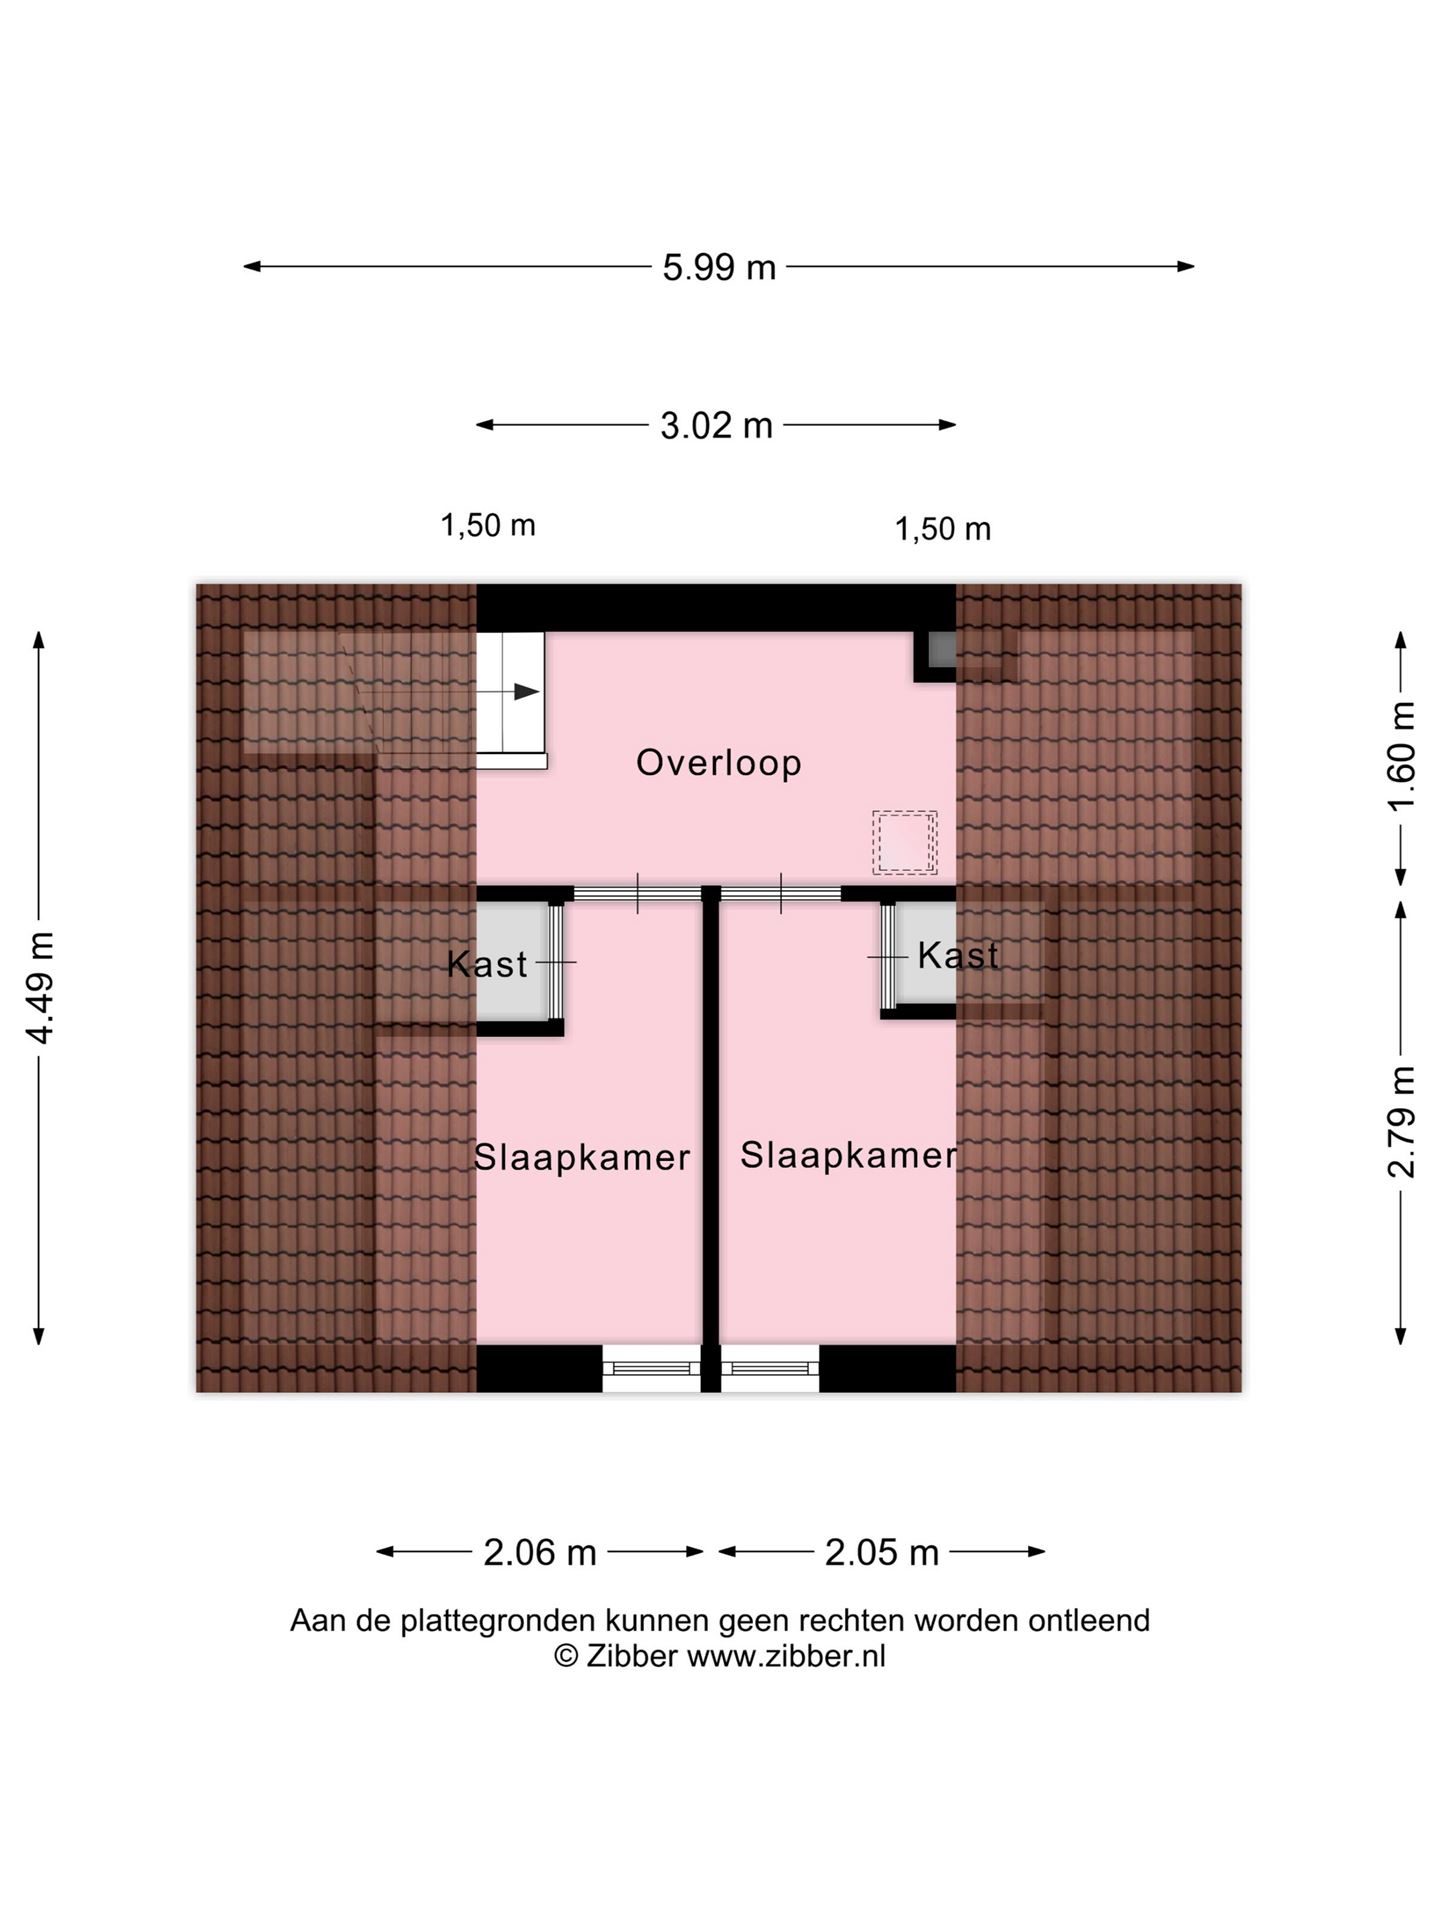 5.99 m
3.02 m
1,50 m
1,50 m
Overloop
1.60 m
4.49 m
Kast
Kast
2.79 m
Slaapkamer
Slaapkamer
2.06 m
2.05 m
Aan de plattegronden kunnen geen rechten worden ontleend
© Zibber www.zibber.nl